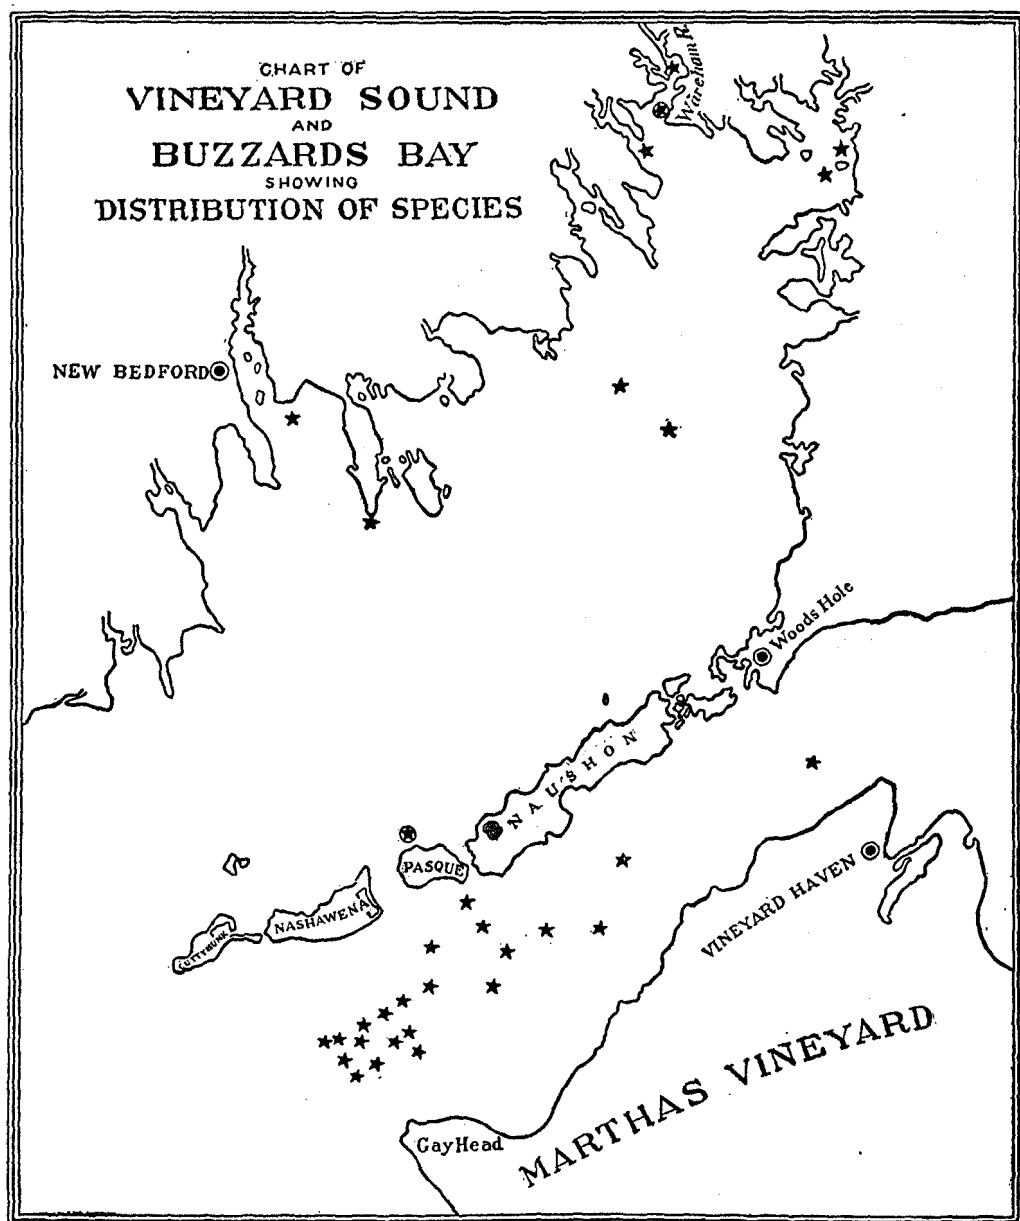 CHART OF
VINEYARD SOUND
AND
BUZZARDS BAY
SHOWING
DISTRIBUTION OF SPECIES
Wareham R.
NEW BEDFORD
Woods Hole
NAUSHON
PASQUE
NASHAWENA
CUTTYHUNK
VINEYARD HAVEN
MARTHAS VINEYARD
Gay Head